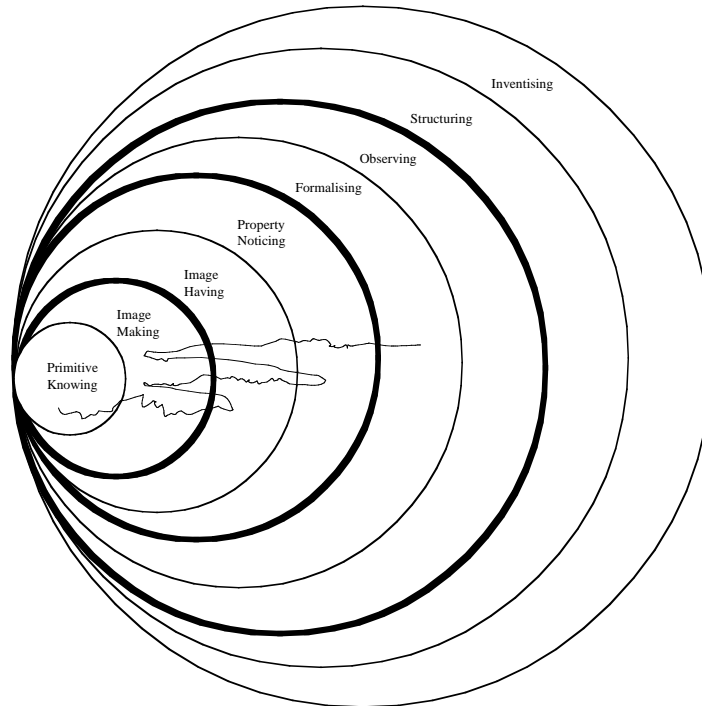 Inventising
Structuring
Observing
Formalising
Property
Noticing
Image
Having
Image
Making
Primitive
Knowing